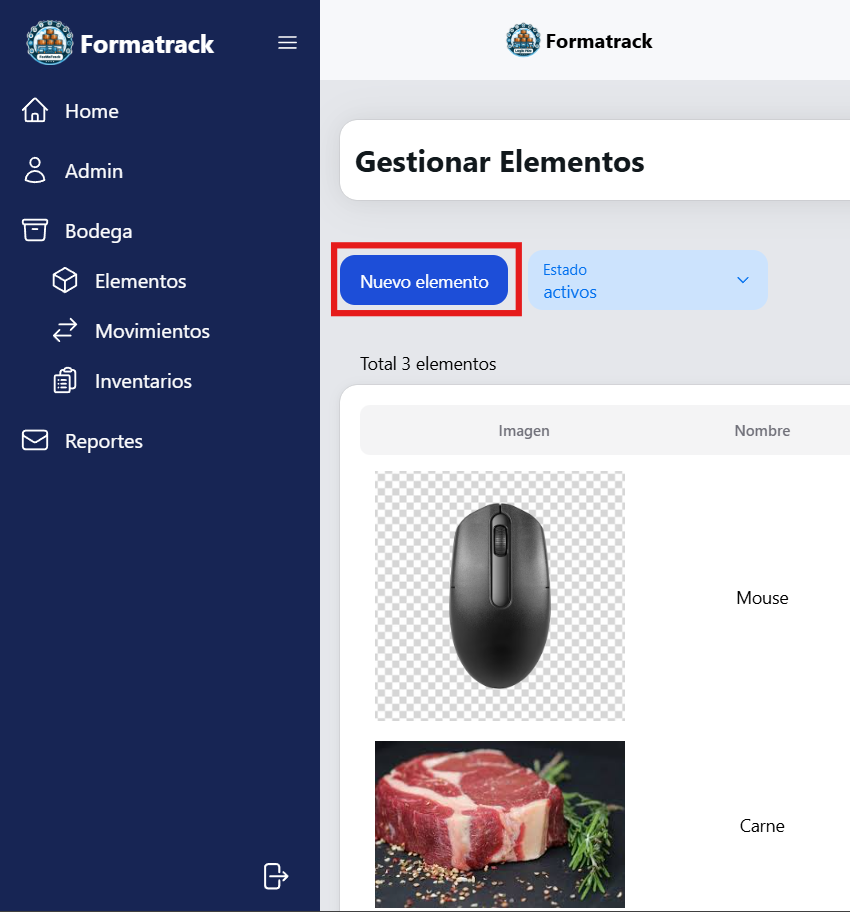 Formatrack
Home
Admin
Bodega
Elementos
Movimientos
Inventarios
Reportes
Formatrack
Gestionar Elementos
Nuevo elemento
Estado
activos
Total 3 elementos
Imagen Nombre
Mouse
Carne